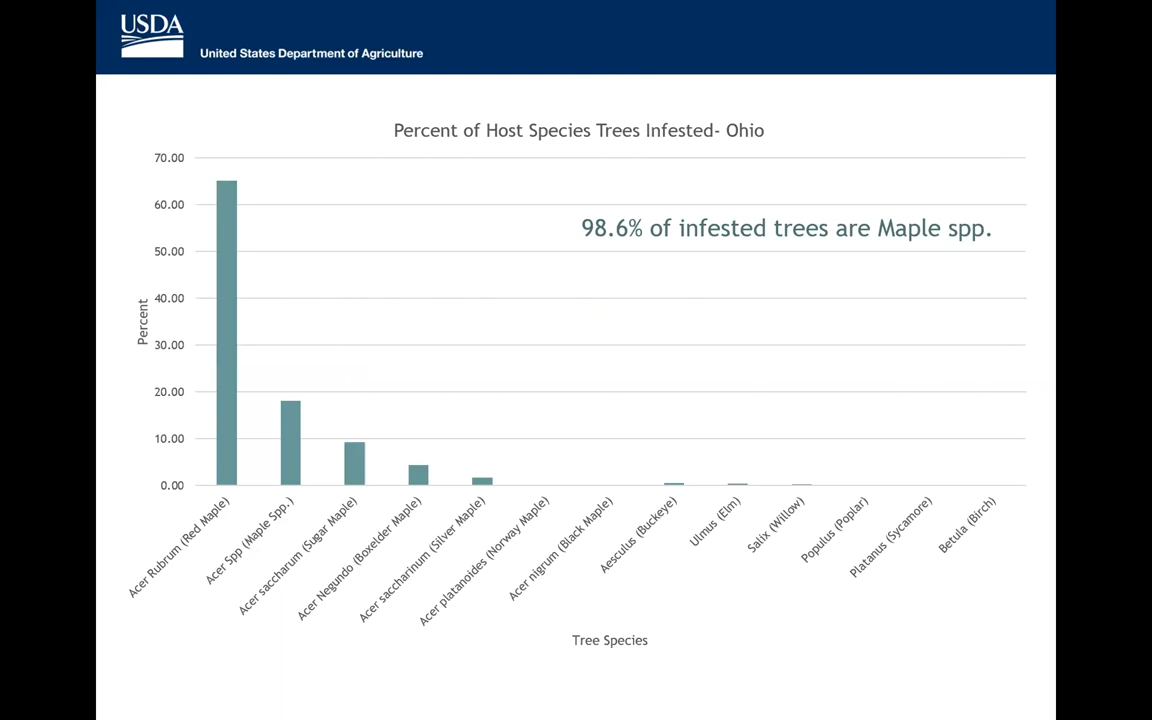 USDA
United States Department of Agriculture
Percent of Host Species Trees Infested- Ohio
98.6% of infested trees are Maple spp.
Percent
70.00
60.00
50.00
40.00
30.00
20.00
10.00
0.00
Acer Rubrum (Red Maple)
Acer Spp (Maple Spp.)
Acer saccharum (Sugar Maple)
Acer Negundo (Boxelder Maple)
Acer saccharinum (Silver Maple)
Acer platanoides (Norway Maple)
Acer nigrum (Black Maple)
Aesculus (Buckeye)
Ulmus (Elm)
Salix (Willow)
Populus (Poplar)
Platanus (Sycamore)
Betula (Birch)
Tree Species